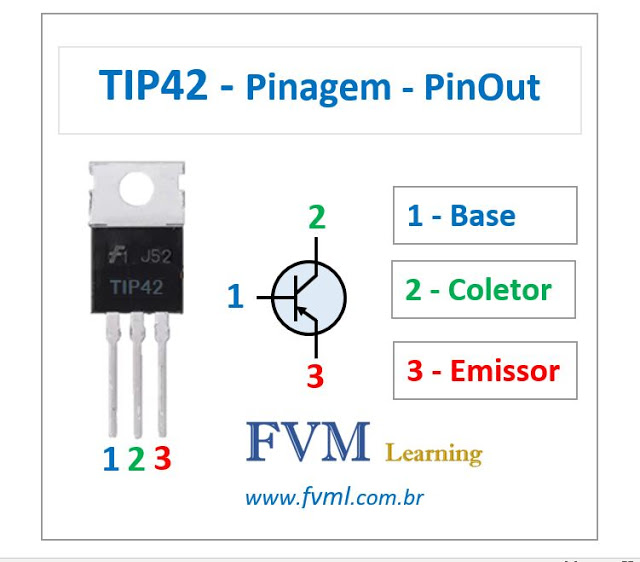 TIP42 - Pinagem - PinOut
2
1 - Base
J52
TIP42
1
2 - Coletor
3
3 - Emissor
1 2 3
FVM Learning
www.fvml.com.br